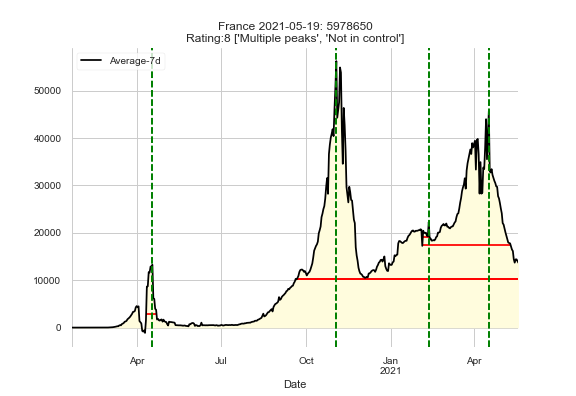 France 2021-05-19: 5978650
Rating:8 ['Multiple peaks', 'Not in control']
Average-7d
50000
40000
30000
20000
10000
0
Apr Jul Oct Jan Apr
2021
Date